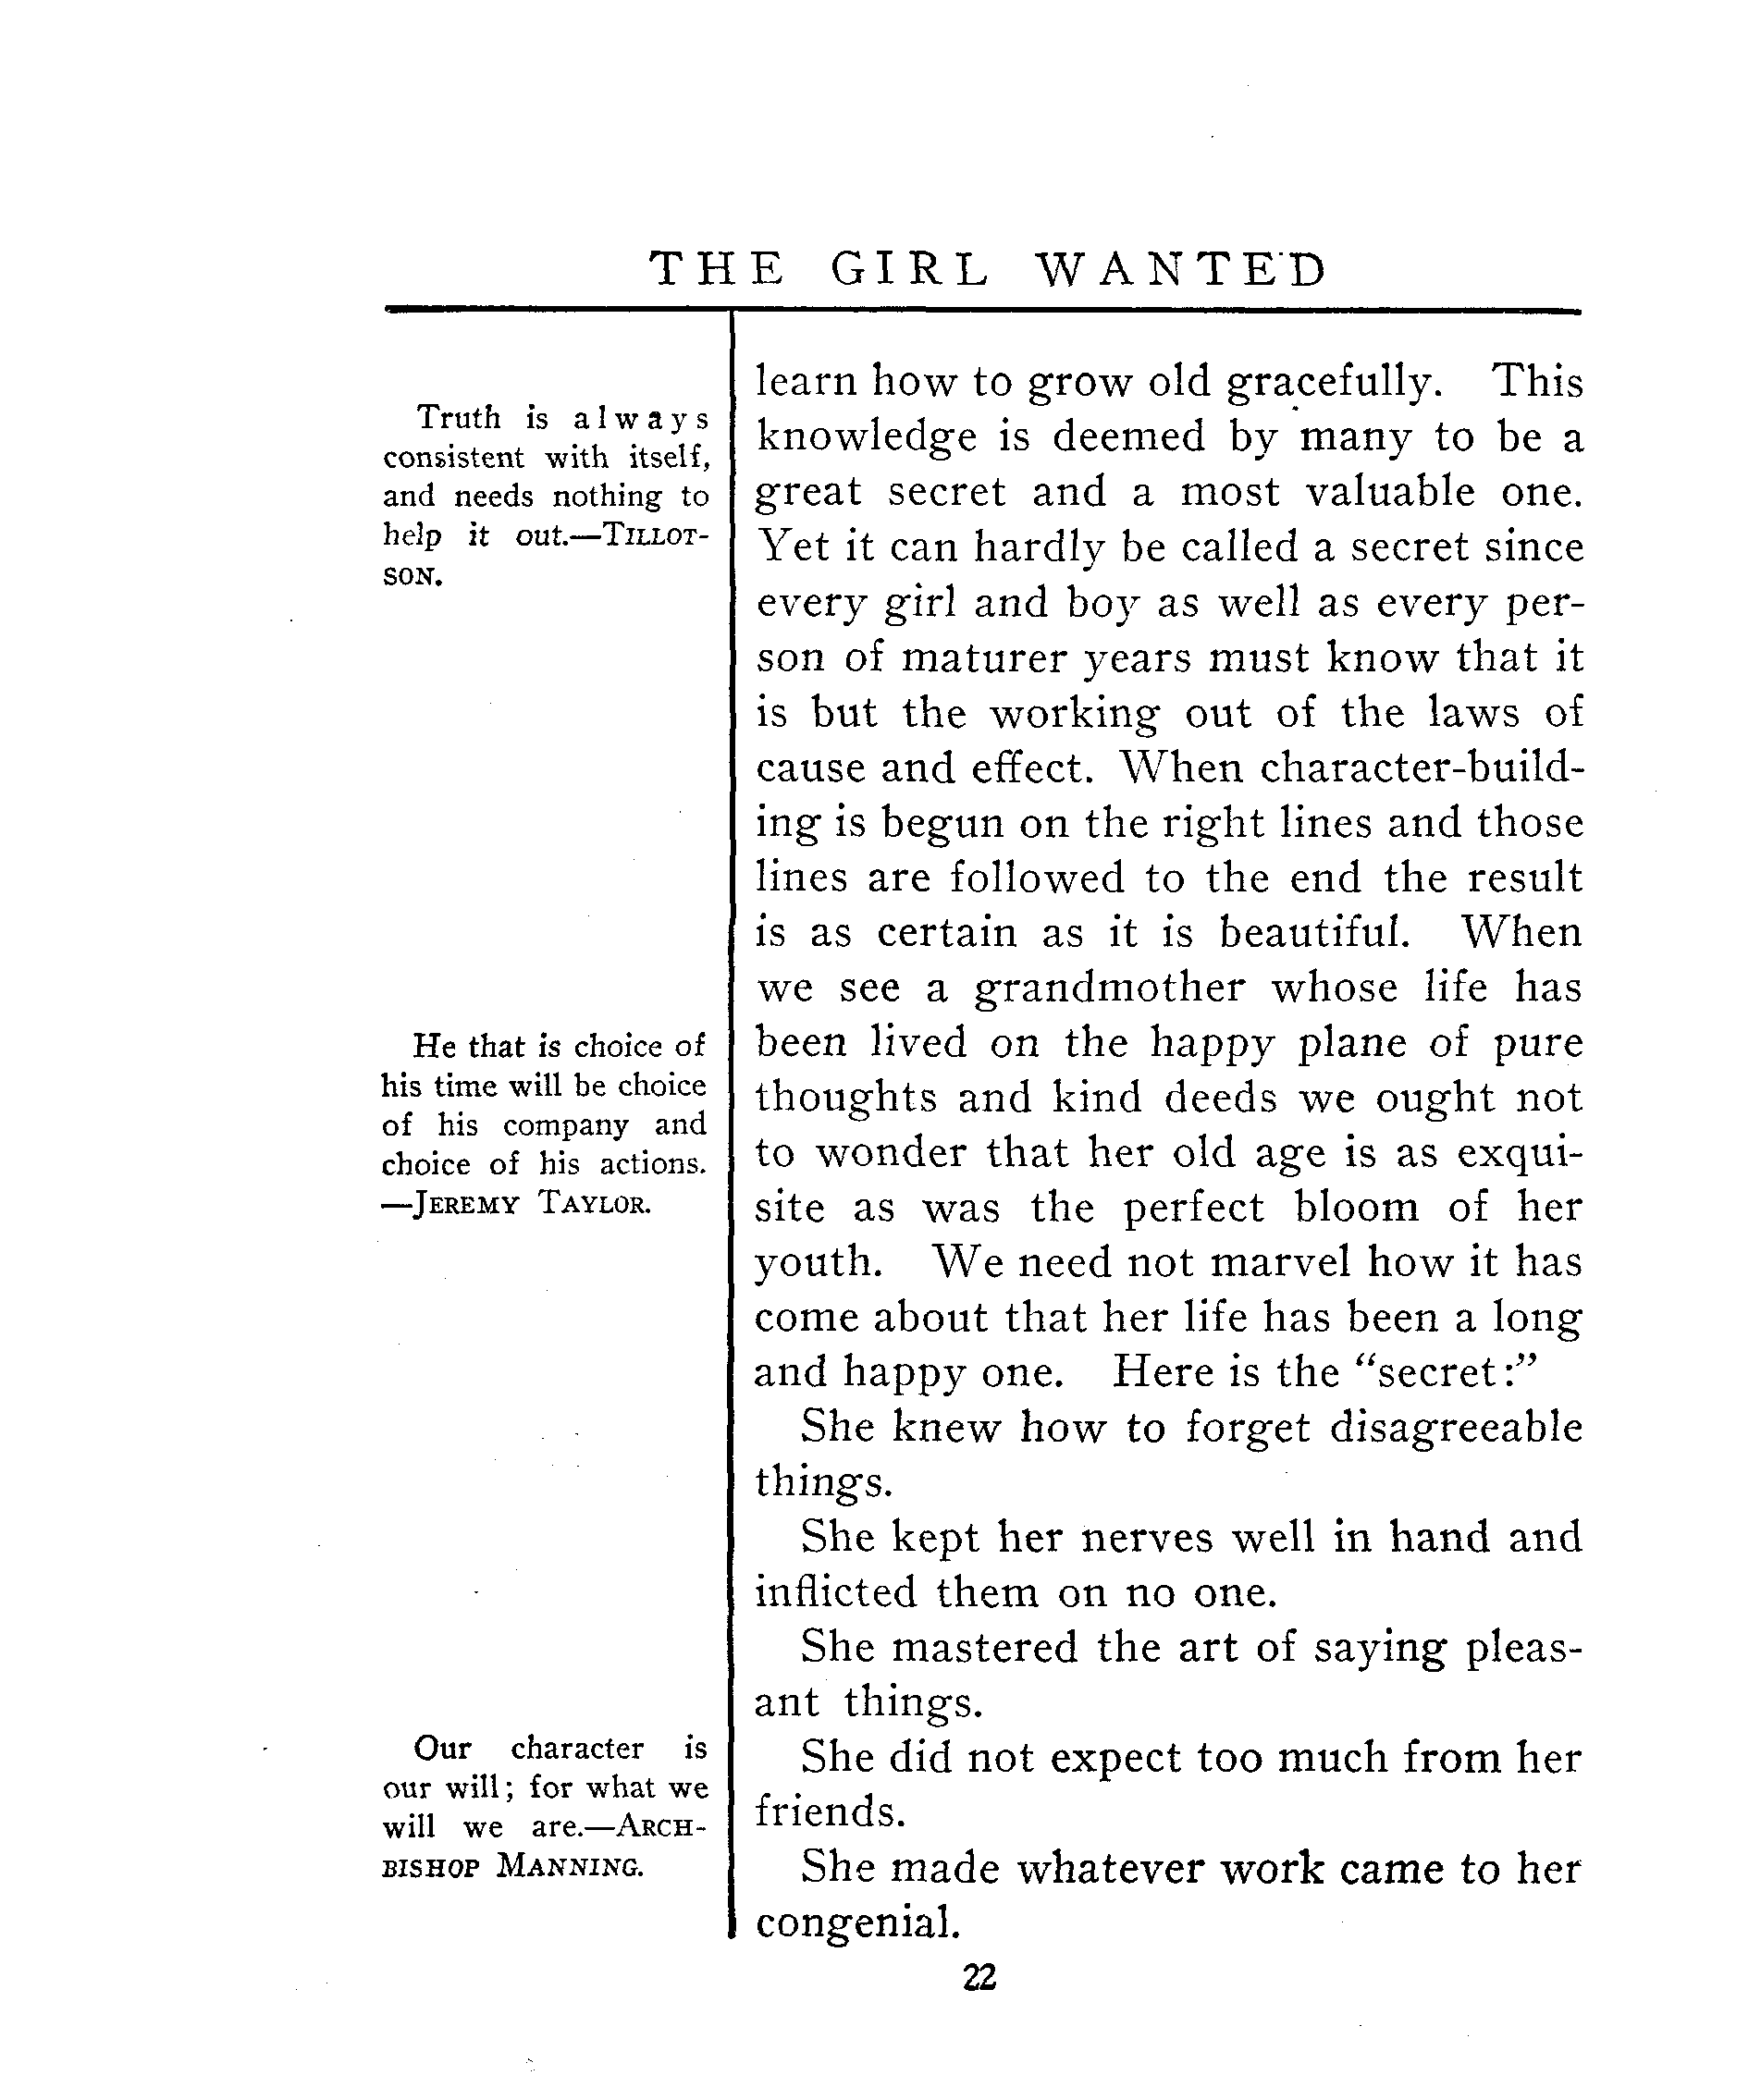 THE GIRL WANTED
Truth is always
consistent with itself,
and needs nothing to
help it out.—TILLOT-
SON.
He that is choice of
his time will be choice
of his company and
choice of his actions.
—JEREMY TAYLOR.
Our character is
our will; for what we
will we are.—ARCH-
BISHOP MANNING.
learn how to grow old gracefully. This
knowledge is deemed by many to be a
great secret and a most valuable one.
Yet it can hardly be called a secret since
every girl and boy as well as every per-
son of maturer years must know that it
is but the working out of the laws of
cause and effect. When character-build-
ing is begun on the right lines and those
lines are followed to the end the result
is as certain as it is beautiful. When
we see a grandmother whose life has
been lived on the happy plane of pure
thoughts and kind deeds we ought not
to wonder that her old age is as exqui-
site as was the perfect bloom of her
youth. We need not marvel how it has
come about that her life has been a long
and happy one. Here is the "secret:"
She knew how to forget disagreeable
things.
She kept her nerves well in hand and
inflicted them on no one.
She mastered the art of saying pleas-
ant things.
She did not expect too much from her
friends.
She made whatever work came to her
congenial.
22